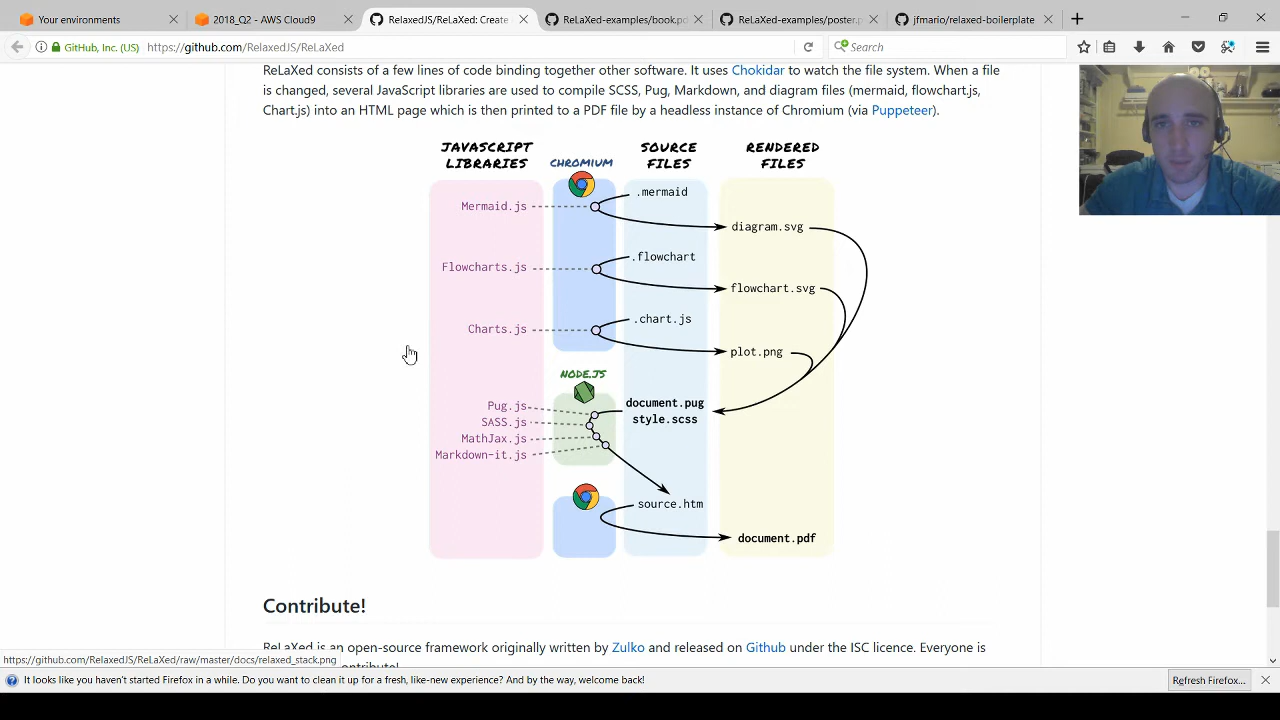 Your environments
2018_Q2 - AWS Cloud9
RelaxedJS/ReLaXed: Create
ReLaXed-examples/book.pd
ReLaXed-examples/poster.p
jfmario/relaxed-boilerplate
GitHub, Inc. (US)
https://github.com/RelaxedJS/ReLaXed
Search
ReLaXed consists of a few lines of code binding together other software. It uses Chokidar to watch the file system. When a file
is changed, several JavaScript libraries are used to compile SCSS, Pug, Markdown, and diagram files (mermaid, flowchart.js,
Chart.js) into an HTML page which is then printed to a PDF file by a headless instance of Chromium (via Puppeteer).
JAVASCRIPT
LIBRARIES
CHROMIUM
SOURCE
FILES
RENDERED
FILES
Mermaid.js
.mermaid
diagram.svg
Flowcharts.js
.flowchart
flowchart.svg
Charts.js
.chart.js
plot.png
NODE.JS
Pug.js
SASS.js
MathJax.js
Markdown-it.js
document.pug
style.scss
source.htm
document.pdf
Contribute!
ReLaXed is an open-source framework originally written by Zulko and released on Github under the ISC licence. Everyone is
https://github.com/RelaxedJS/ReLaXed/raw/master/docs/relaxed_stack.png
It looks like you haven't started Firefox in a while. Do you want to clean it up for a fresh, like-new experience? And by the way, welcome back!
Refresh Firefox...